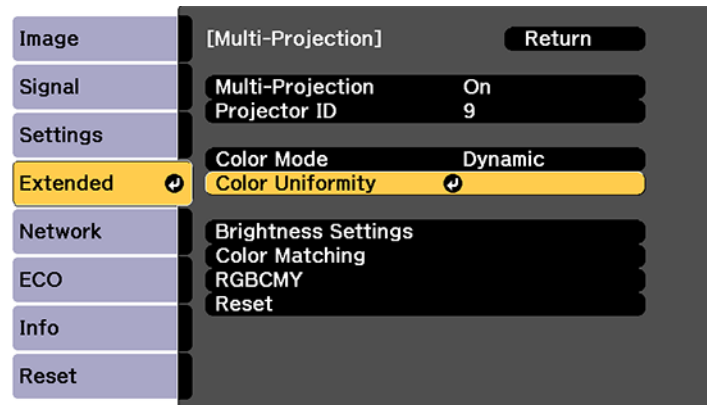 Image
Signal
Settings
Extended
Network
ECO
Info
Reset
[Multi-Projection] Return
Multi-Projection On
Projector ID 9
Color Mode Dynamic
Color Uniformity
Brightness Settings
Color Matching
RGBCMY
Reset